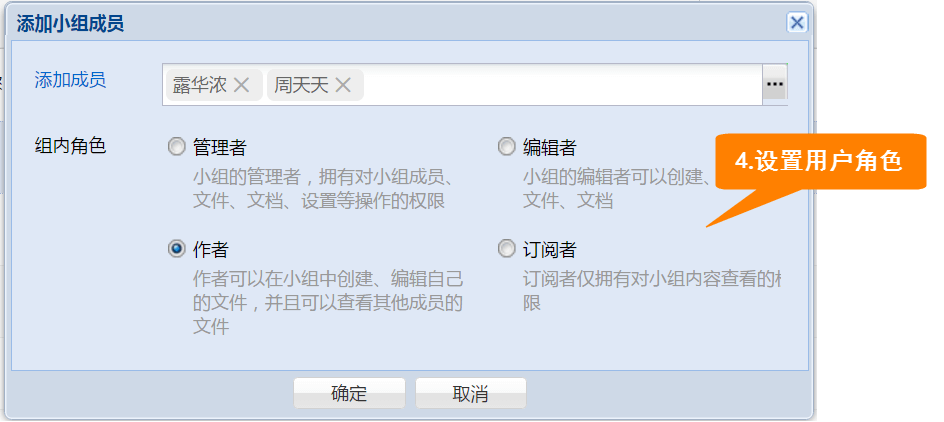 添加小组成员
添加成员
露华浓 周天天
组内角色
管理者
小组的管理者，拥有对小组成员、
文件、文档、设置等操作的权限
编辑者
小组的编辑者可以创建、
文件、文档
4.设置用户角色
作者
作者可以在小组中创建、编辑自己
的文件，并且可以查看其他成员的
文件
订阅者
订阅者仅拥有对小组内容查看的
限
确定
取消